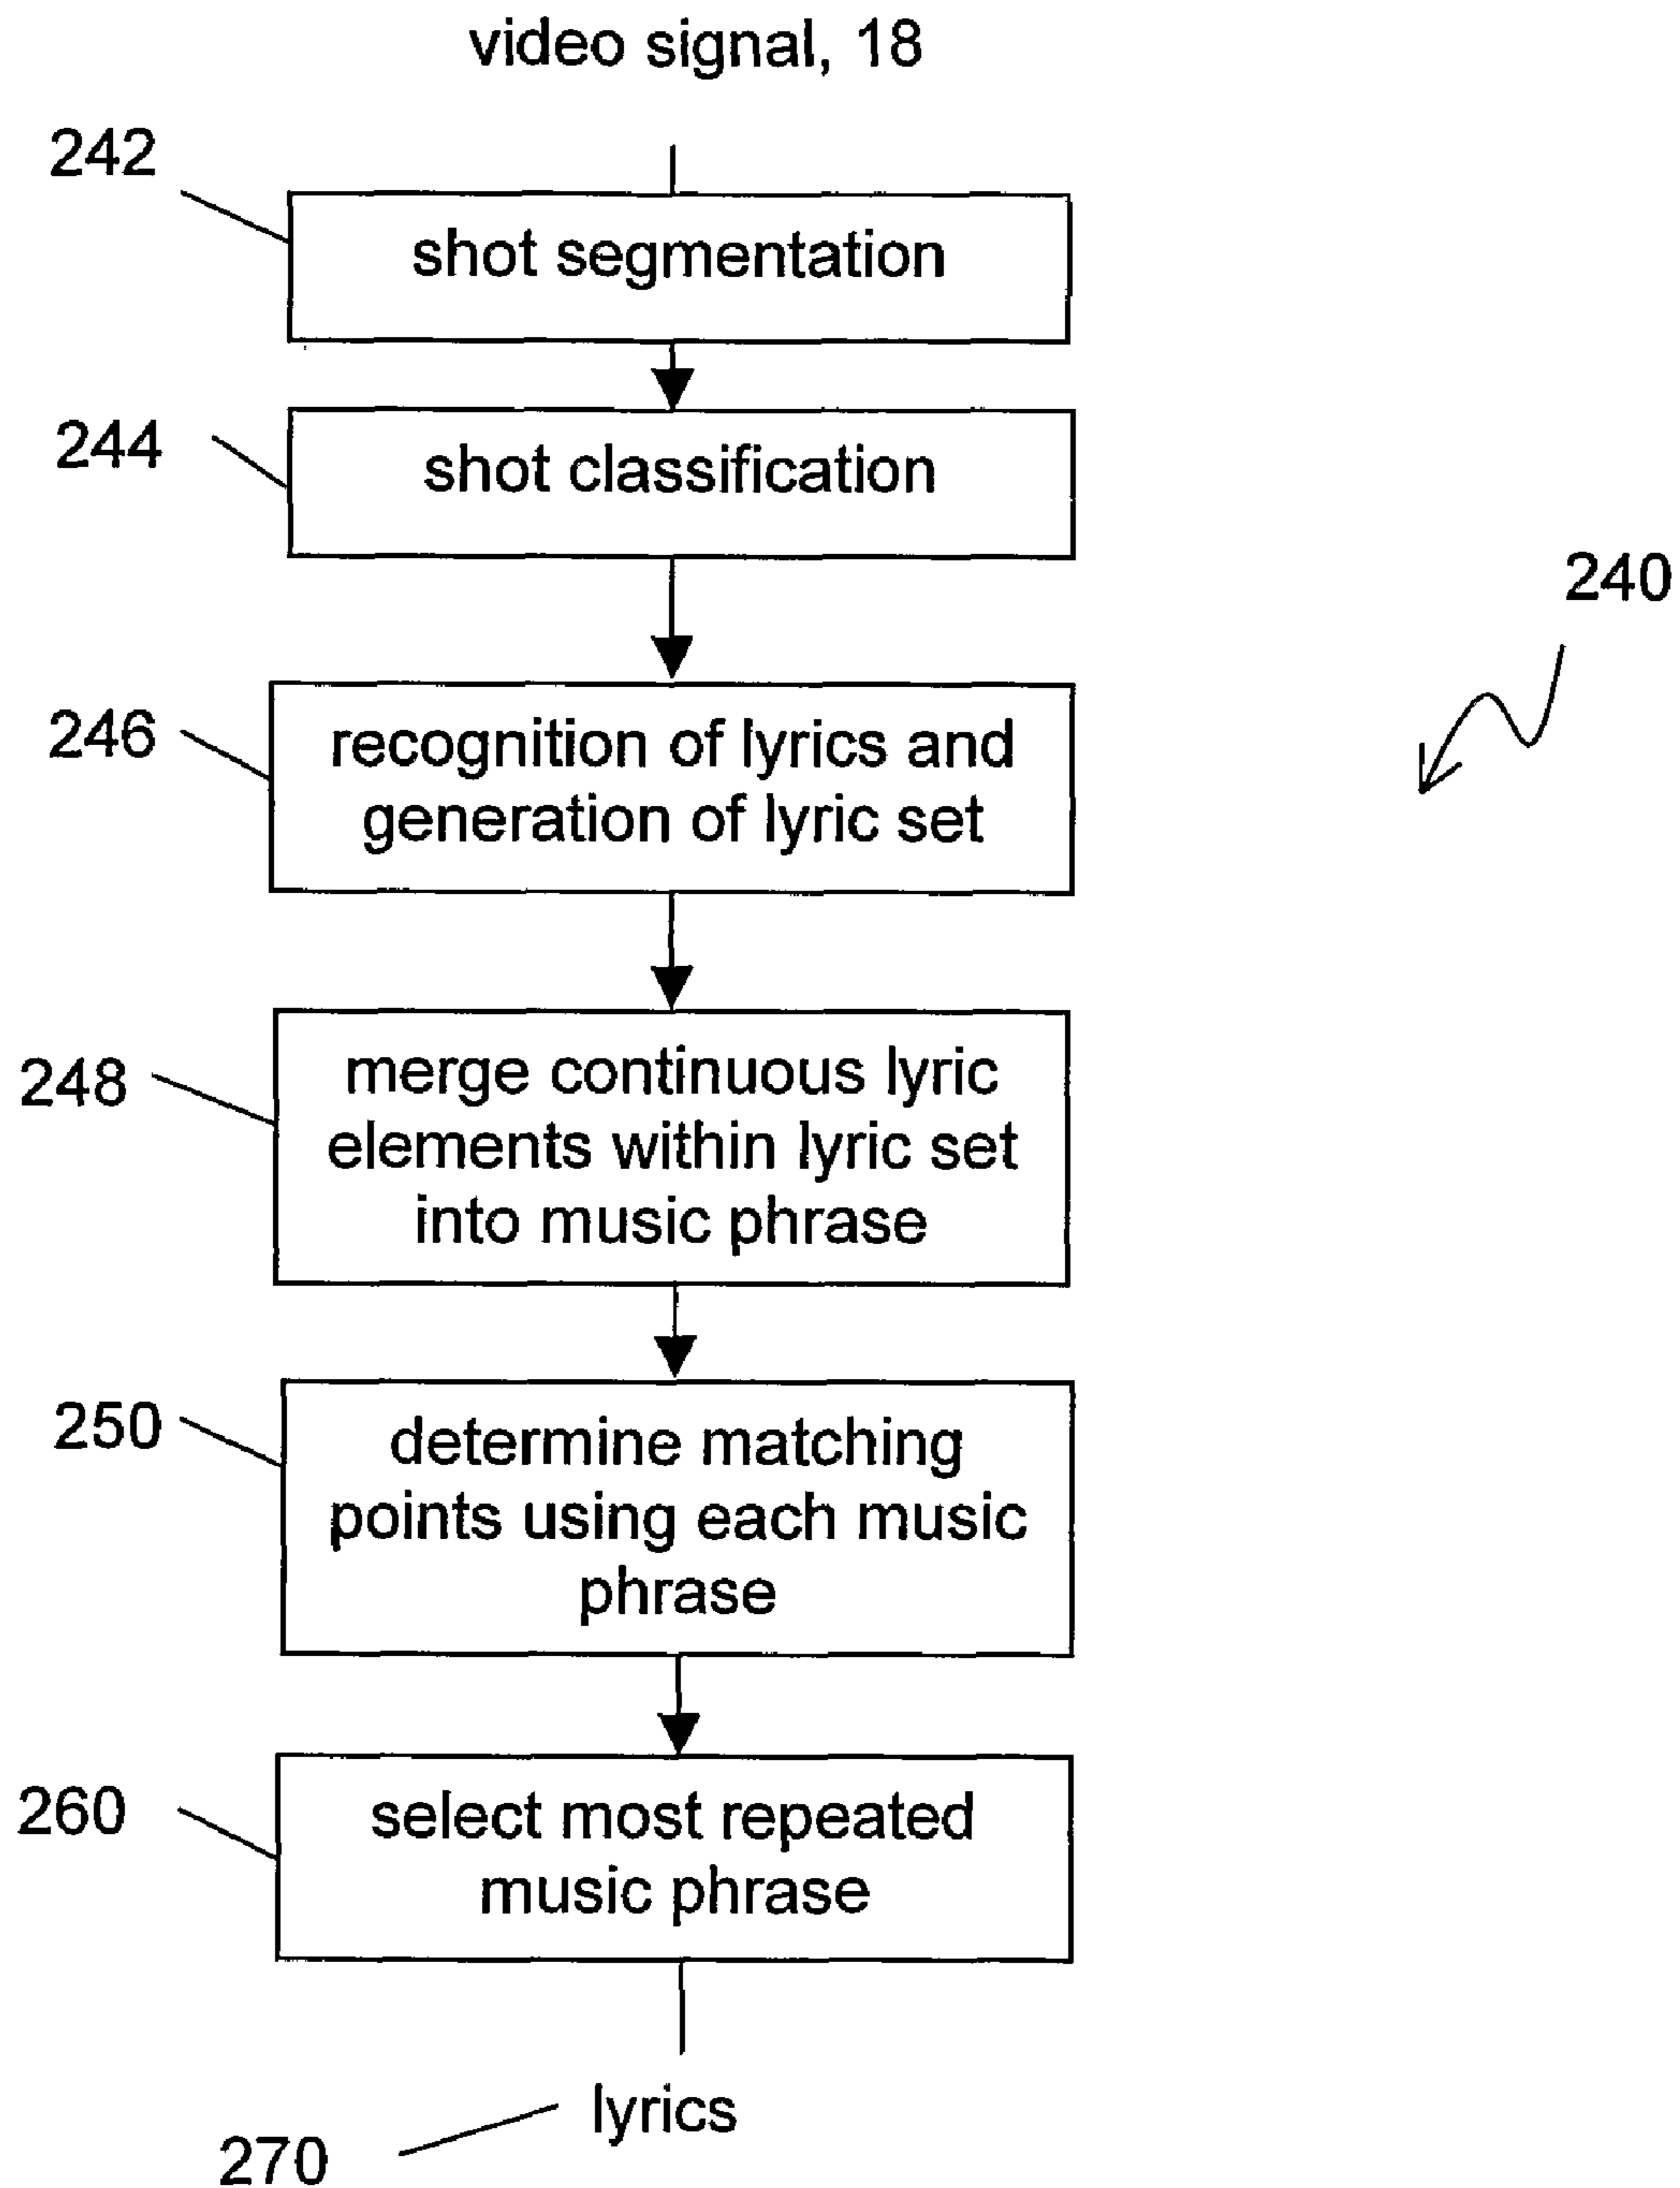 video signal, 18
242
shot segmentation
244
shot classification
240
246
recognition of lyrics and
generation of lyric set
248
merge continuous lyric
elements within lyric set
into music phrase
250
determine matching
points using each music
phrase
260
select most repeated
music phrase
lyrics
270